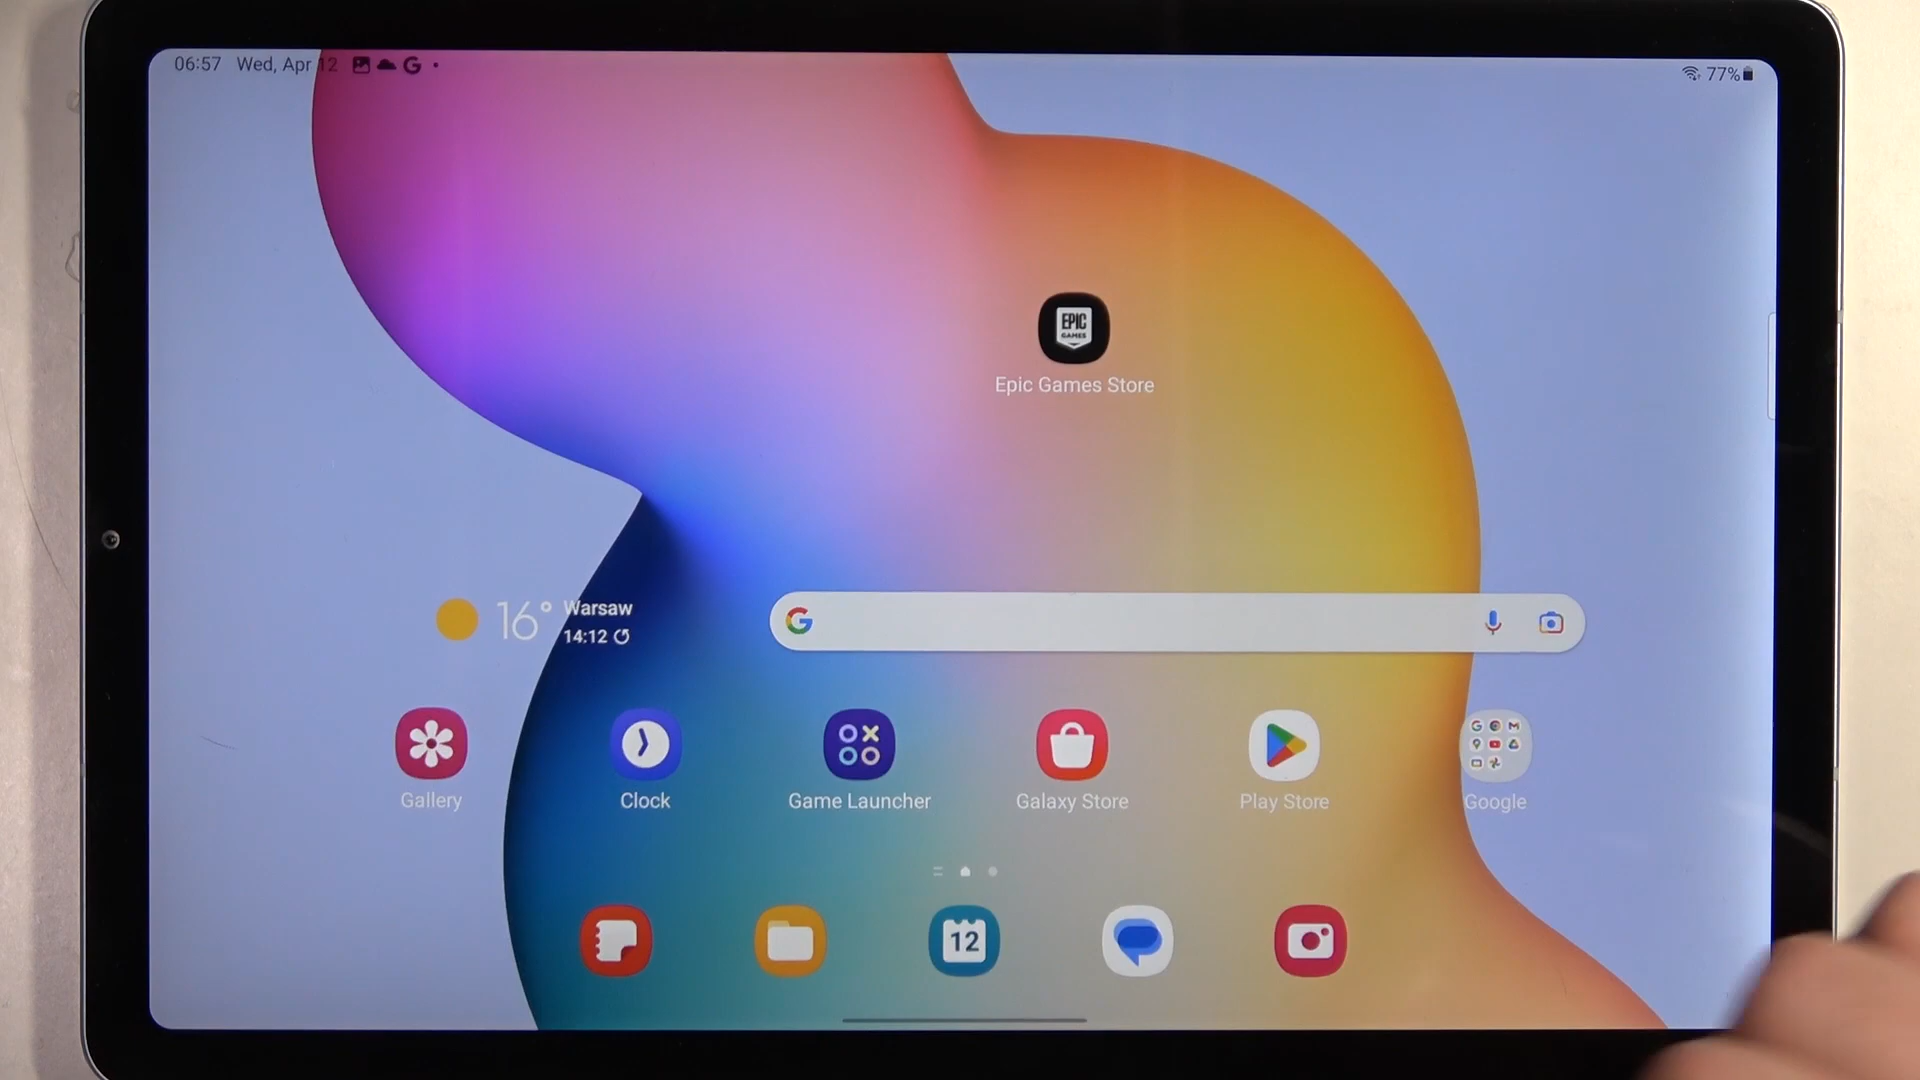 06:57 Wed, Apr 12
77%
EPIC
GAMES
Epic Games Store
16° Warsaw
14:12
Gallery
Clock
Game Launcher
Galaxy Store
Play Store
Google
12